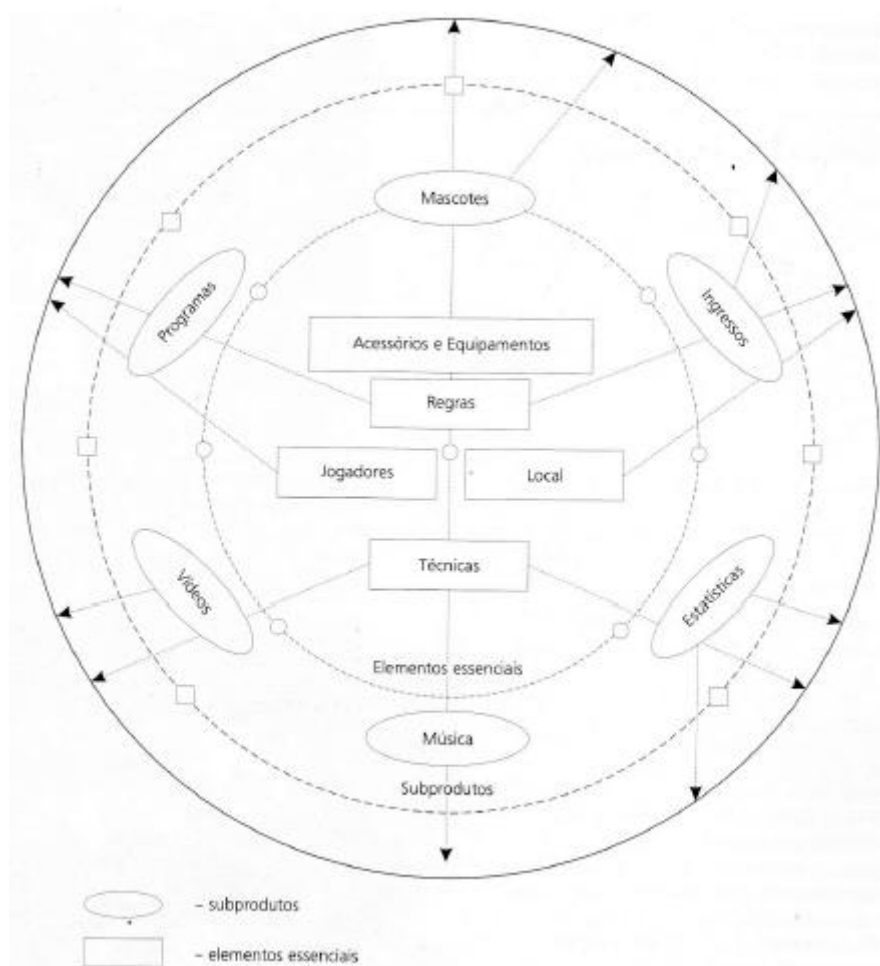 Mascotes
Programas
Ingressos
Acessórios e Equipamentos
Regras
Jogadores
Local
Técnicas
Vídeos
Estatísticas
Elementos essenciais
Música
Subprodutos
– subprodutos
– elementos essenciais